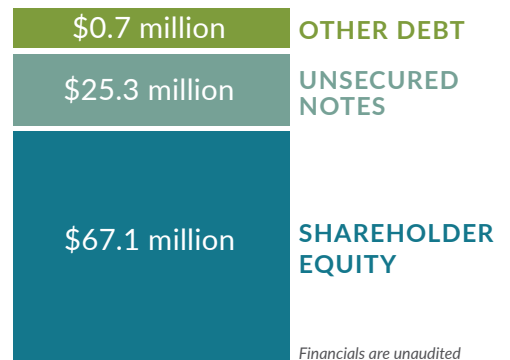 $0.7 million
OTHER DEBT
$25.3 million
UNSECURED
NOTES
$67.1 million
SHAREHOLDER
EQUITY
Financials are unaudited